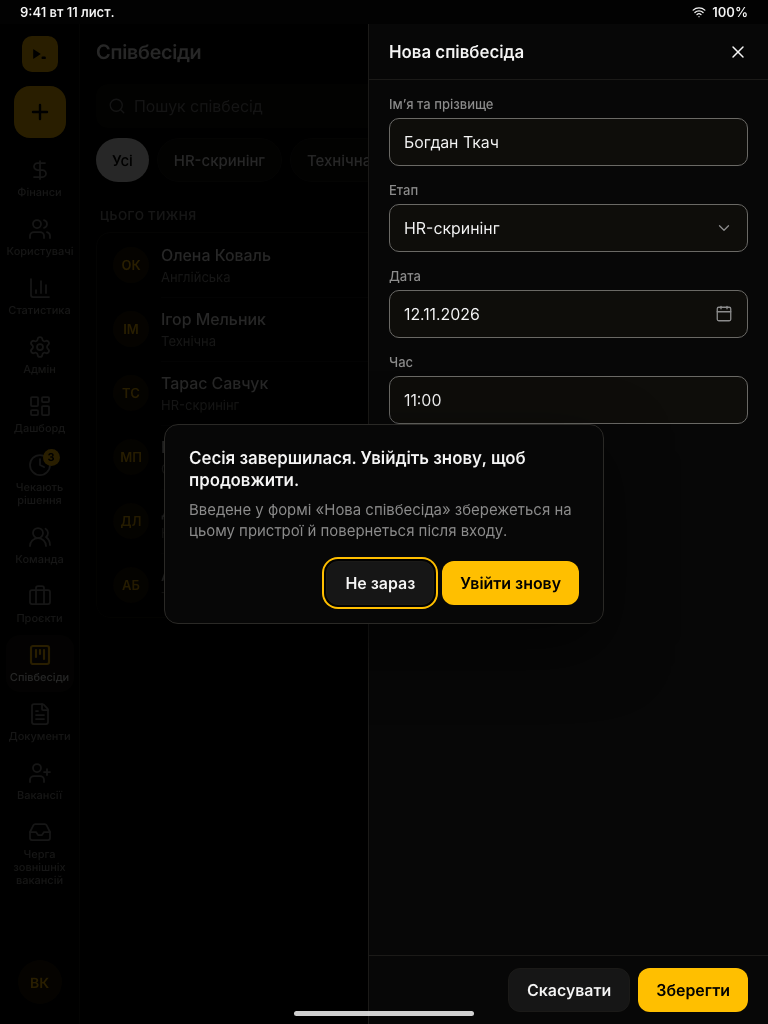 9:41 вт 11 лист.
100%
Співбесіди
Нова співбесіда
Пошук співбесід
Усі
HR-скринінг
Технічна
Фінанси
Користувачі
Статистика
Адмін
Дашборд
3
Чекають
рішення
Команда
Проєкти
Співбесіди
Документи
Вакансії
Черга
зовнішніх
вакансій
ВК
ЦЬОГО ТИЖНЯ
ОК
Олена Коваль
Англійська
ІМ
Ігор Мельник
Технічна
ТС
Тарас Савчук
HR-скринінг
МП
ДЛ
АБ
Ім’я та прізвище
Богдан Ткач
Етап
HR-скринінг
Дата
12.11.2026
Час
11:00
Сесія завершилася. Увійдіть знову, щоб
продовжити.
Введене у формі «Нова співбесіда» збережеться на
цьому пристрої й повернеться після входу.
Не зараз
Увійти знову
Скасувати
Зберегти